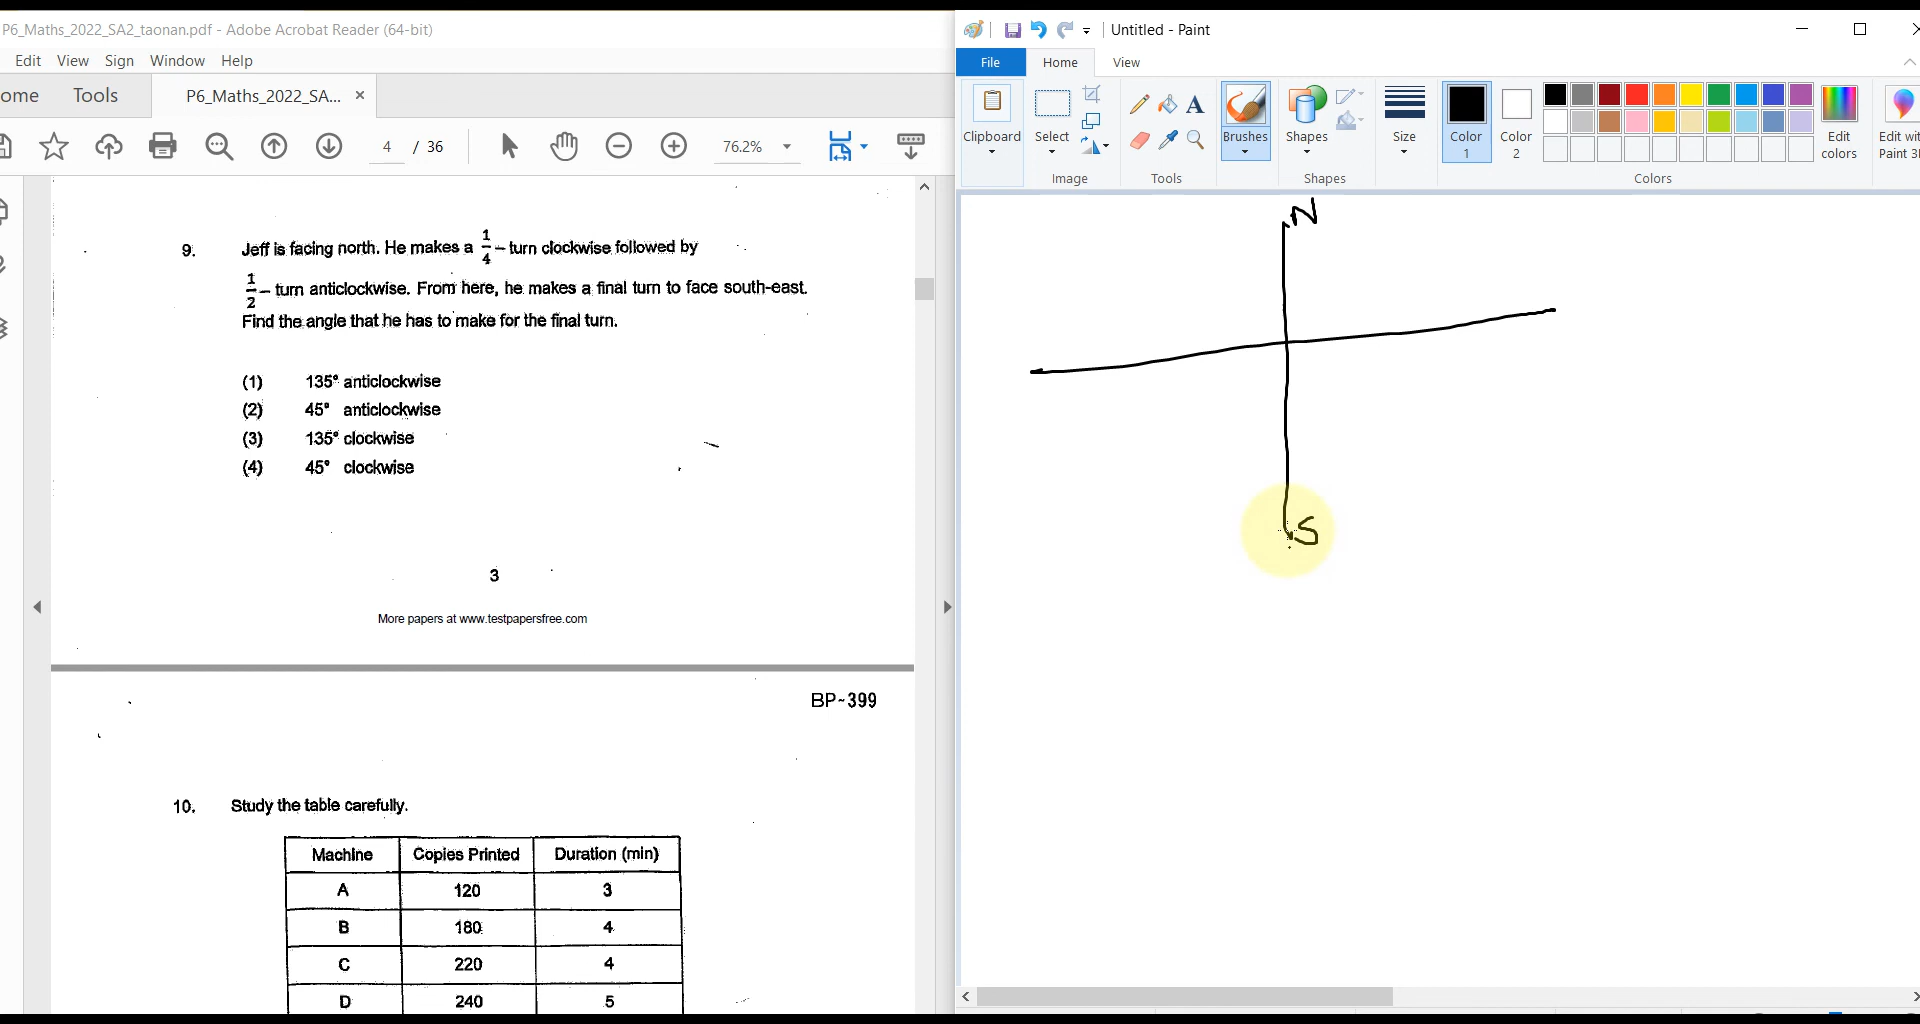 P6_Maths_2022_SA2_taonan.pdf - Adobe Acrobat Reader (64-bit)
Edit View Sign Window Help
ome Tools P6_Maths_2022_SA... ×
4 / 36 76.2%
9. Jeff is facing north. He makes a 1/4 – turn clockwise followed by
1/2 – turn anticlockwise. From here, he makes a final turn to face south-east.
Find the angle that he has to make for the final turn.
(1) 135° anticlockwise
(2) 45° anticlockwise
(3) 135° clockwise
(4) 45° clockwise
3
More papers at www.testpapersfree.com
BP~399
10. Study the table carefully.
Machine Copies Printed Duration (min)
A 120 3
B 180 4
C 220 4
D 240 5
Untitled - Paint
File Home View
Clipboard Select Brushes Shapes Size Color 1 Color 2 Edit colors Edit wit Paint 3
Image Tools Shapes Colors
N
S